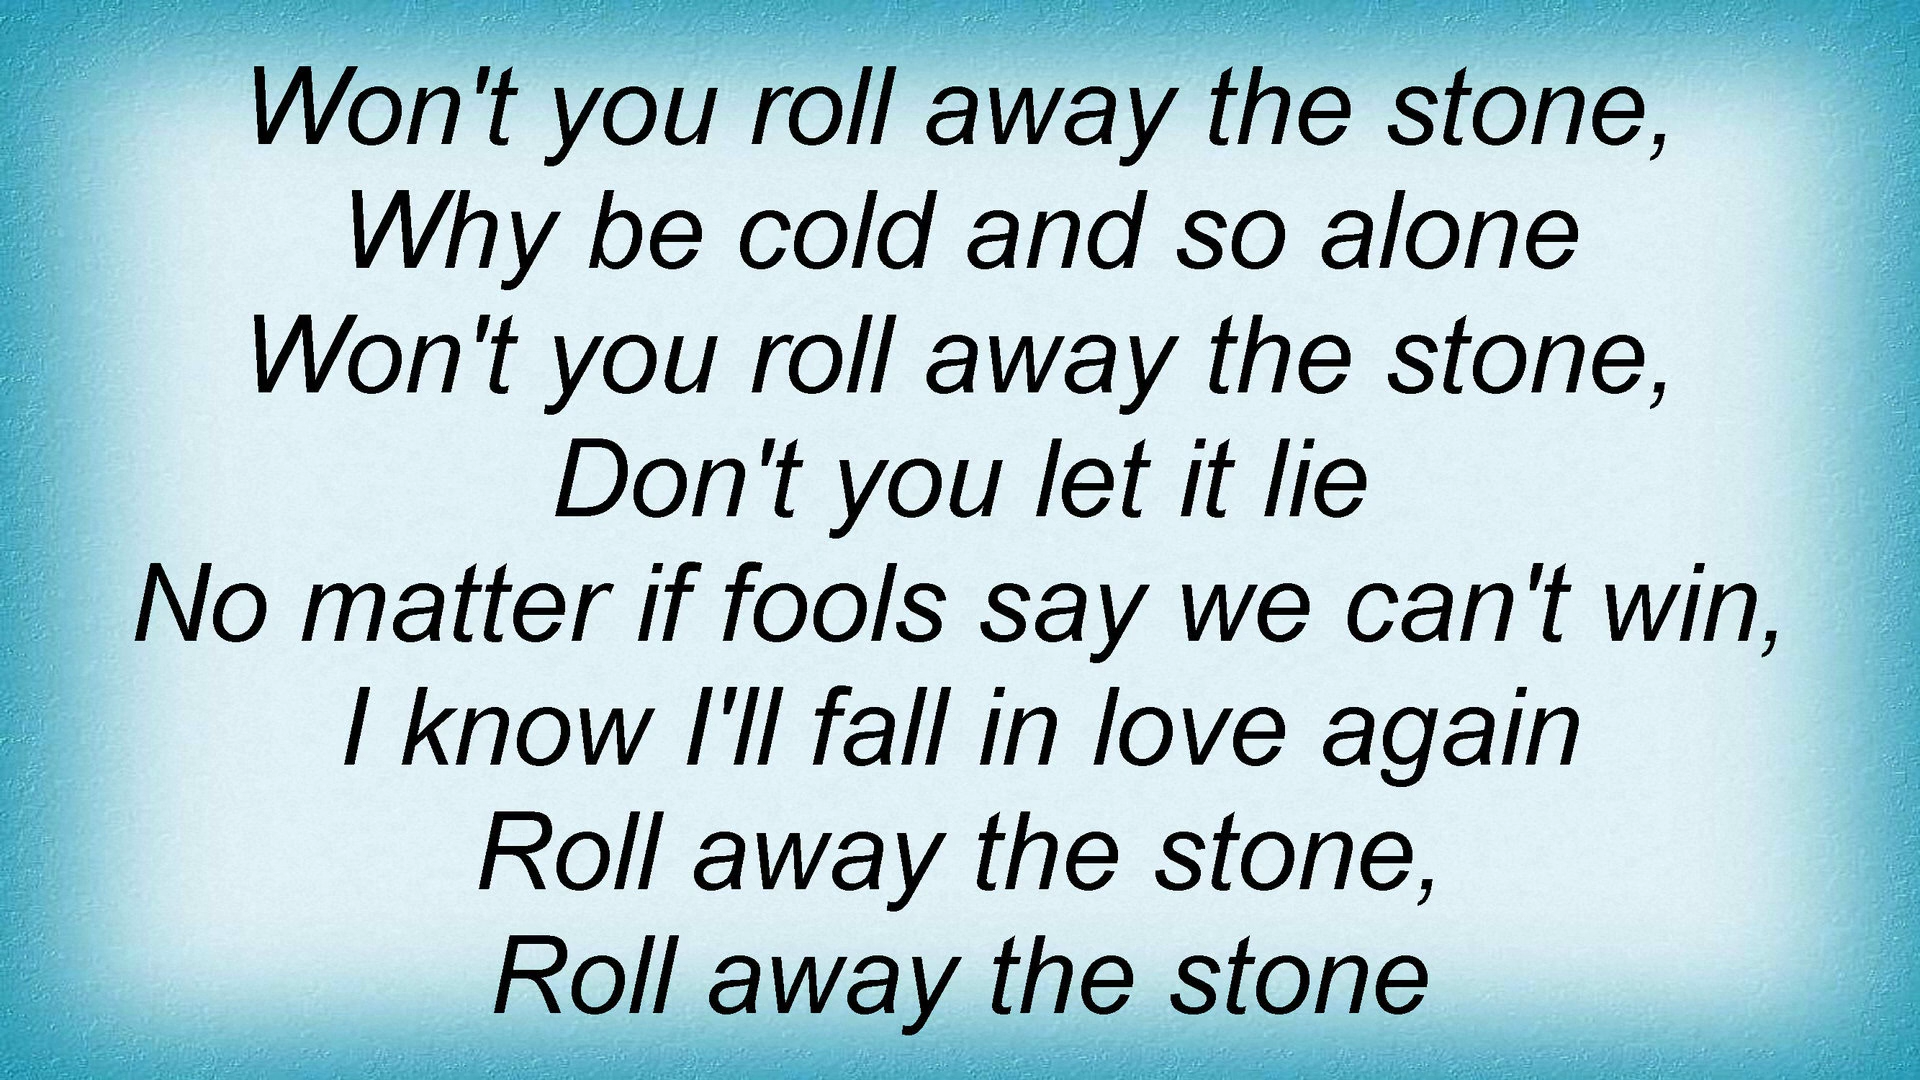 Won't you roll away the stone,
Why be cold and so alone
Won't you roll away the stone,
Don't you let it lie
No matter if fools say we can't win,
I know I'll fall in love again
Roll away the stone,
Roll away the stone